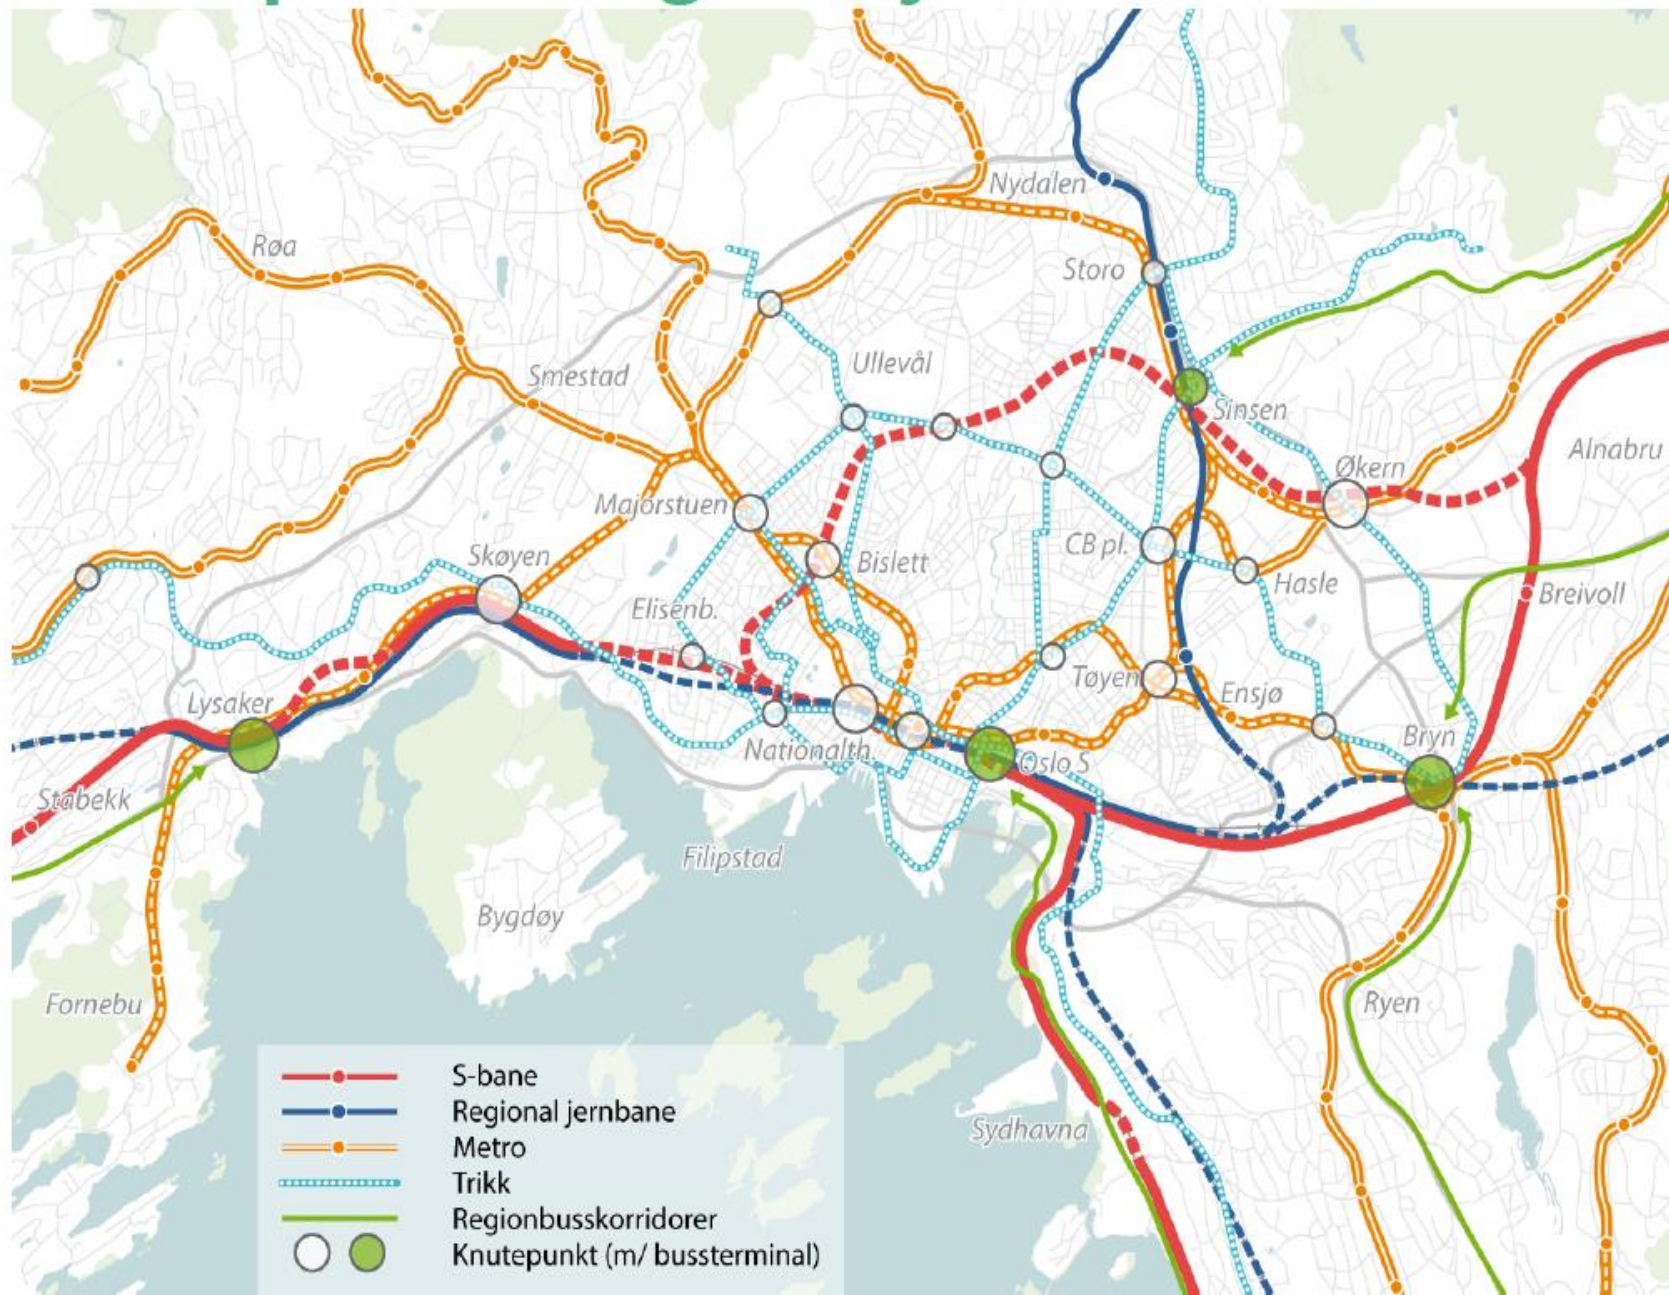 Nydalen
Røa
Storo
Ullevål
Smestad
Sinsen
Alnabru
Økern
Majorstuen
CB pl.
Skøyen
Bislett
Hasle
Breivoll
Elisenb.
Tøyen
Ensjø
Lysaker
Bryn
Nationalth.
Oslo S
Stabekk
Filipstad
Bygdøy
Fornebu
Ryen
S-bane
Regional jernbane
Metro
Sydhavna
Trikk
Regionbusskorridorer
Knutepunkt (m/ bussterminal)